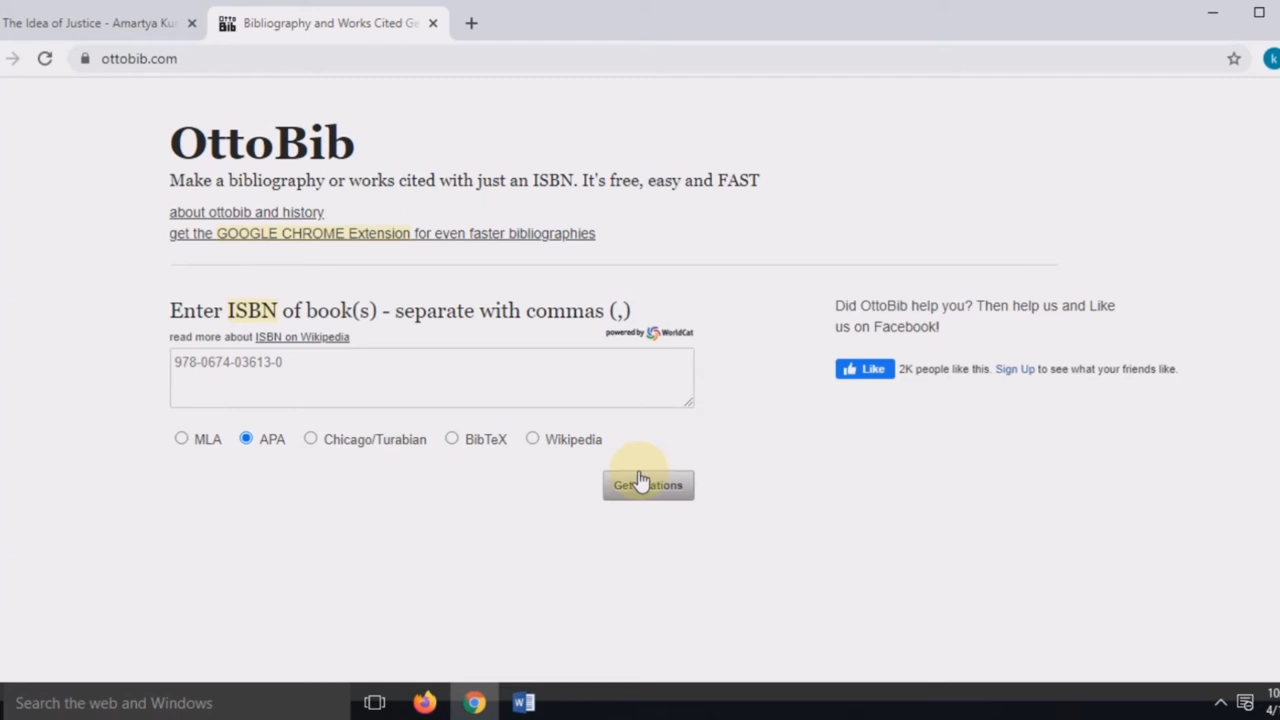 The Idea of Justice - Amartya Ku
Bibliography and Works Cited Ge
ottobib.com
k
OttoBib
Make a bibliography or works cited with just an ISBN. It's free, easy and FAST
about ottobib and history
get the GOOGLE CHROME Extension for even faster bibliographies
Enter ISBN of book(s) - separate with commas (,)
powered by WorldCat
read more about ISBN on Wikipedia
978-0674-03613-0
MLA APA Chicago/Turabian BibTeX Wikipedia
Did OttoBib help you? Then help us and Like
us on Facebook!
Like 2K people like this. Sign Up to see what your friends like.
Search the web and Windows
10
4/